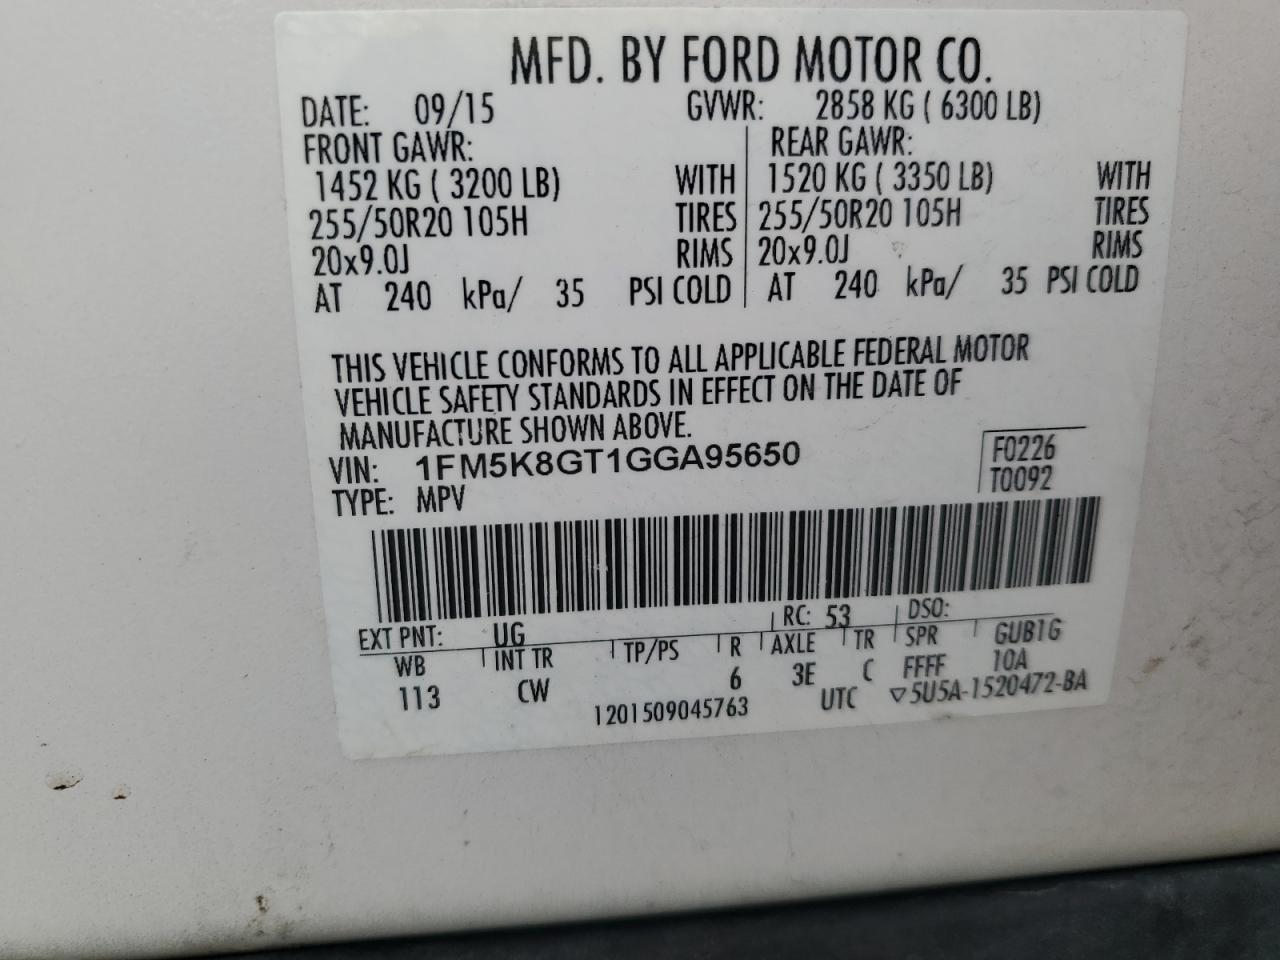 MFD. BY FORD MOTOR CO.
DATE: 09/15 GVWR: 2858 KG ( 6300 LB)
FRONT GAWR: REAR GAWR:
1452 KG ( 3200 LB) WITH 1520 KG ( 3350 LB) WITH
255/50R20 105H TIRES 255/50R20 105H TIRES
20x9.0J RIMS 20x9.0J RIMS
AT 240 kPa/ 35 PSI COLD AT 240 kPa/ 35 PSI COLD
THIS VEHICLE CONFORMS TO ALL APPLICABLE FEDERAL MOTOR
VEHICLE SAFETY STANDARDS IN EFFECT ON THE DATE OF
MANUFACTURE SHOWN ABOVE.
VIN: 1FM5K8GT1GGA95650 F0226
TYPE: MPV T0092
EXT PNT: UG RC: 53 DSO:
WB INT TR TP/PS R AXLE TR SPR GUB1G
113 CW 6 3E C FFFF 10A
1201509045763 UTC ▽5U5A-1520472-BA